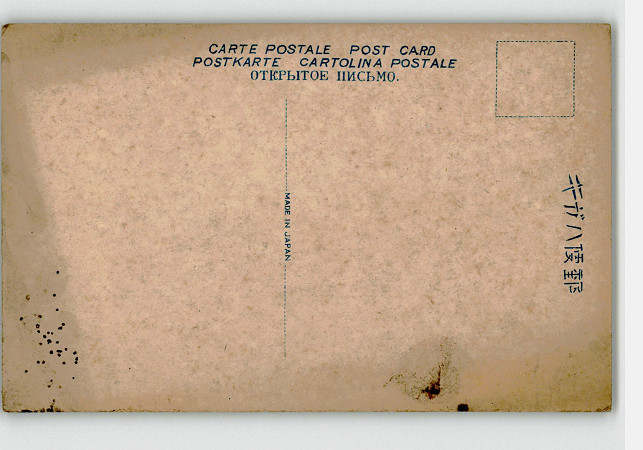 CARTE POSTALE POST CARD
POSTKARTE CARTOLINA POSTALE
ОТКРЫТОЕ ПИСЬМО.
MADE IN JAPAN
郵便ハガキ